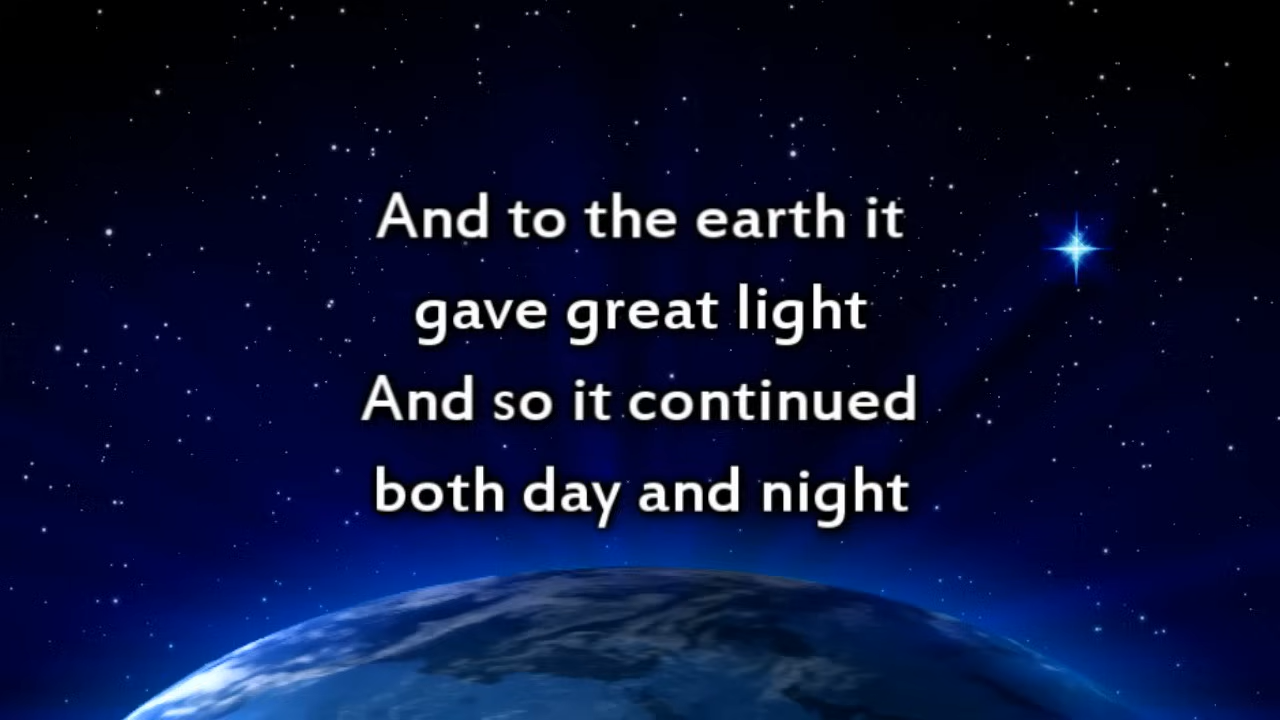 And to the earth it
gave great light
And so it continued
both day and night